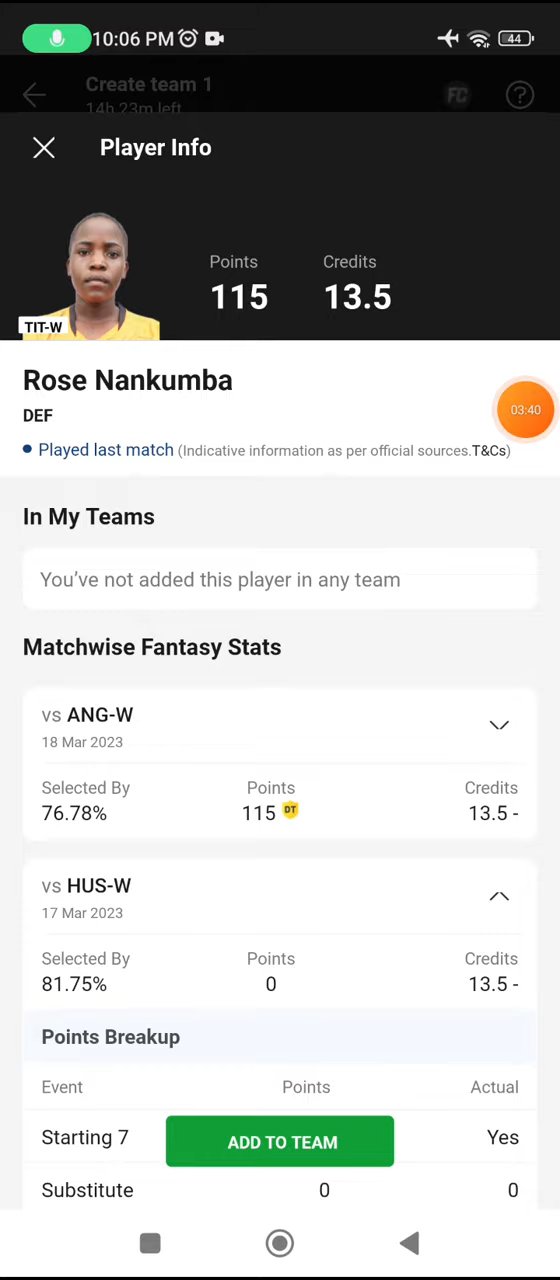 10:06 PM
44
Create team 1
14h 23m left
FC
?
Player Info
Points
Credits
115
13.5
TIT-W
Rose Nankumba
DEF
03:40
Played last match (Indicative information as per official sources.T&Cs)
In My Teams
You’ve not added this player in any team
Matchwise Fantasy Stats
vs ANG-W
18 Mar 2023
Selected By Points Credits
76.78% 115 DT 13.5 -
vs HUS-W
17 Mar 2023
Selected By Points Credits
81.75% 0 13.5 -
Points Breakup
Event Points Actual
Starting 7 Yes
ADD TO TEAM
Substitute 0 0